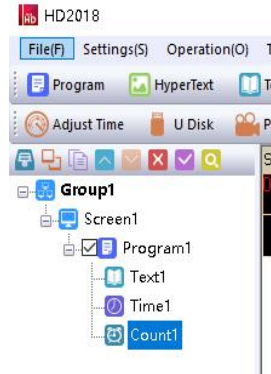 HD2018
File(F) Settings(S) Operation(O)
Program HyperText
Adjust Time U Disk
Group1
Screen1
Program1
Text1
Time1
Count1